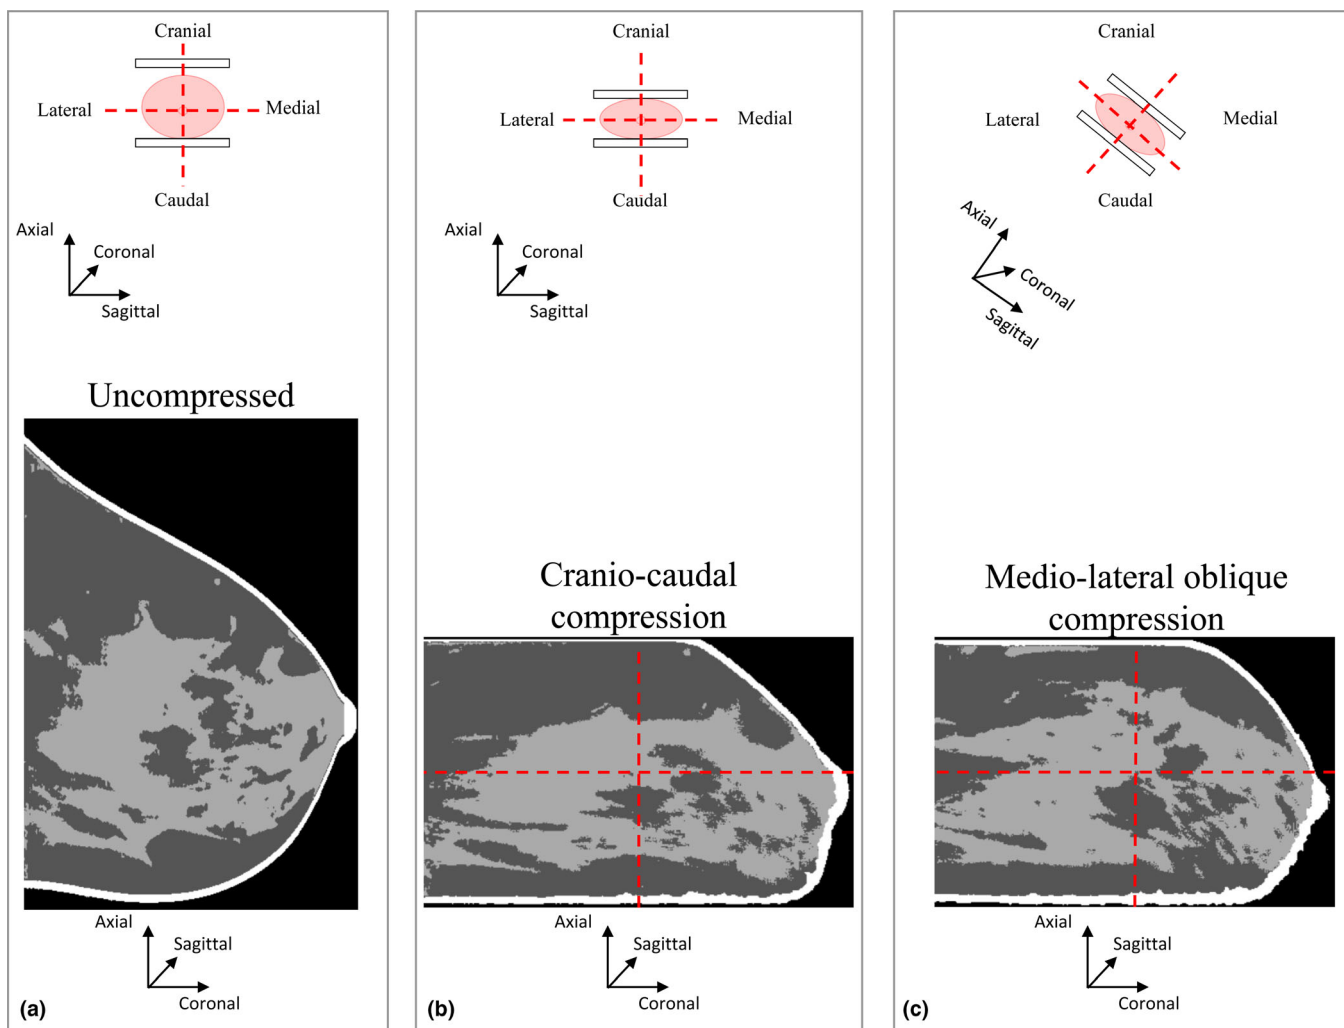 Cranial
Lateral
Medial
Caudal
Axial
Coronal
Sagittal
Uncompressed
Axial
Sagittal
Coronal
(a)
Cranial
Lateral
Medial
Caudal
Axial
Coronal
Sagittal
Cranio-caudal
compression
Axial
Sagittal
Coronal
(b)
Cranial
Lateral
Medial
Caudal
Axial
Coronal
Sagittal
Medio-lateral oblique
compression
Axial
Sagittal
Coronal
(c)